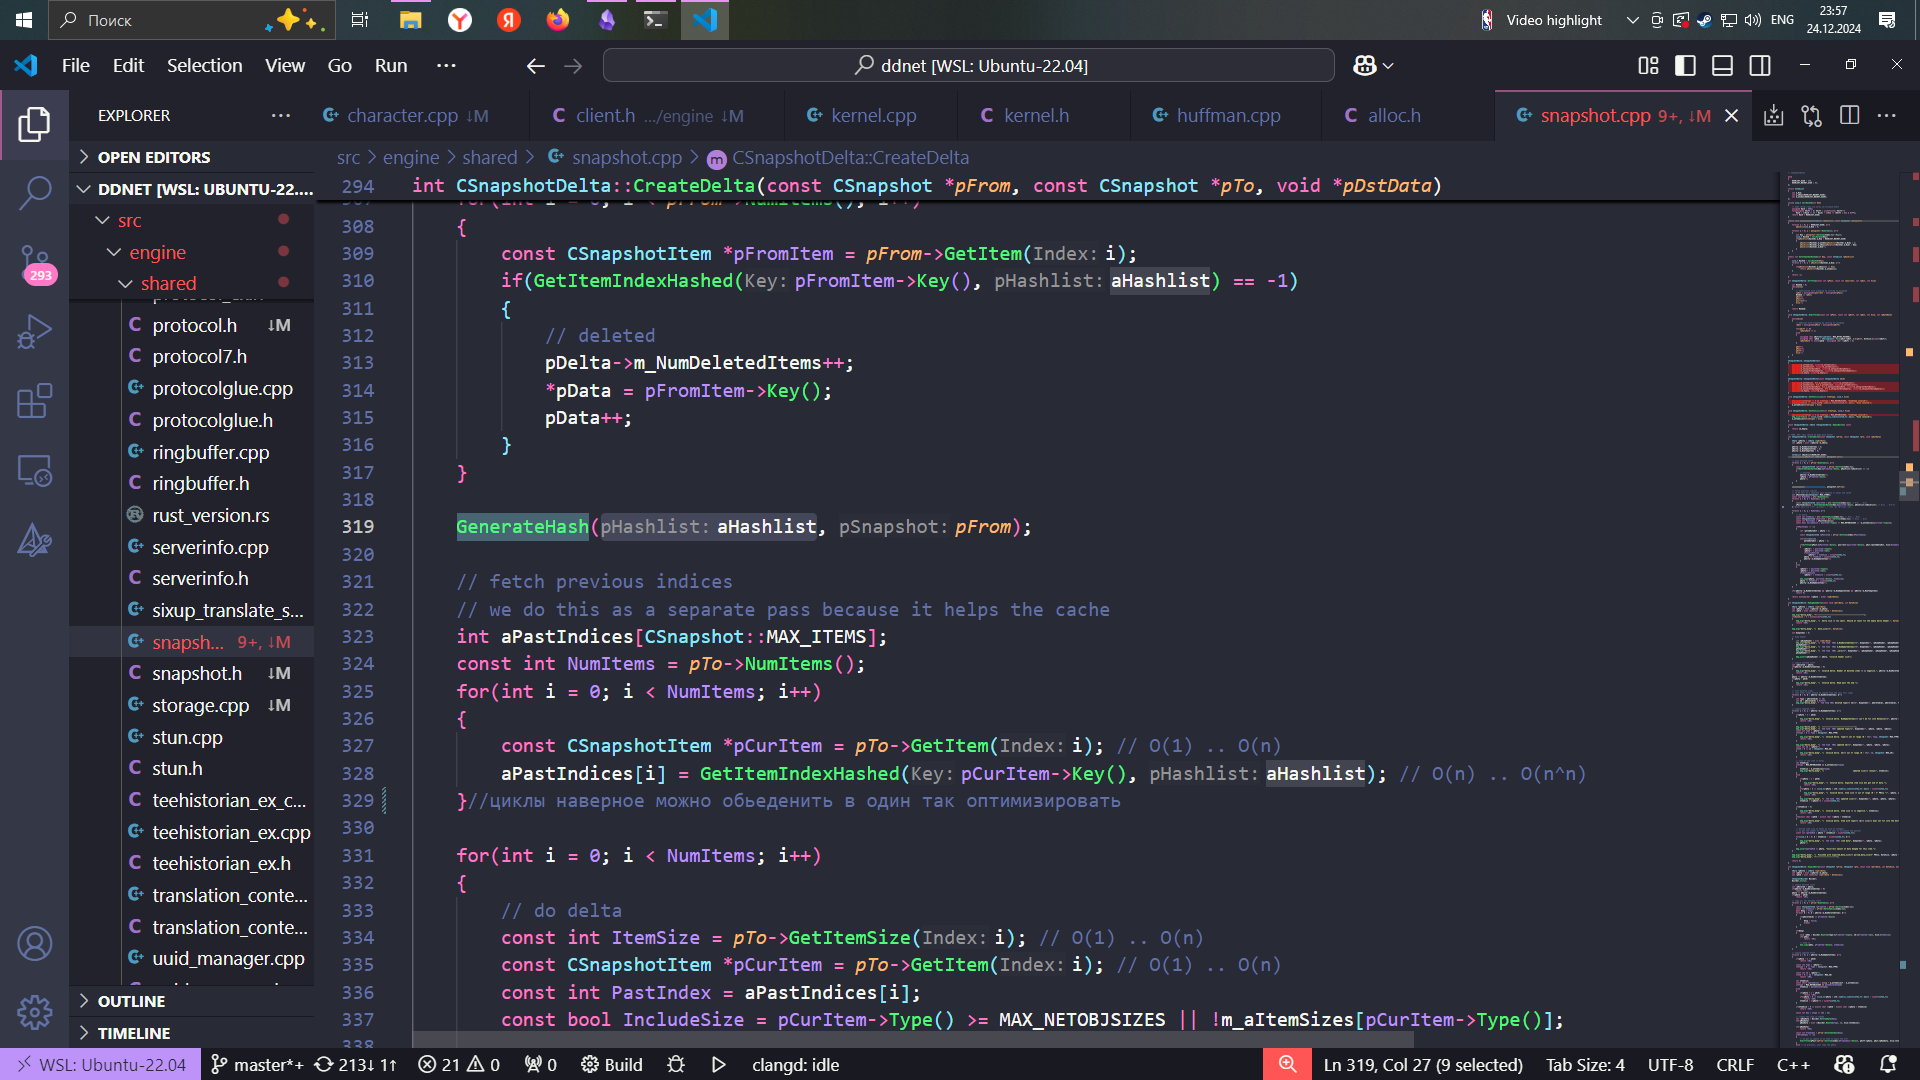 Поиск
Video highlight
ENG
23:57
24.12.2024
File Edit Selection View Go Run ···
ddnet [WSL: Ubuntu-22.04]
EXPLORER
character.cpp ↓M
client.h .../engine ↓M
kernel.cpp
kernel.h
huffman.cpp
alloc.h
snapshot.cpp 9+, ↓M
OPEN EDITORS
DDNET [WSL: UBUNTU-22....
src
engine
shared
protocol.h ↓M
protocol7.h
protocolglue.cpp
protocolglue.h
ringbuffer.cpp
ringbuffer.h
rust_version.rs
serverinfo.cpp
serverinfo.h
sixup_translate_s...
snapsh... 9+, ↓M
snapshot.h ↓M
storage.cpp ↓M
stun.cpp
stun.h
teehistorian_ex_c...
teehistorian_ex.cpp
teehistorian_ex.h
translation_conte...
translation_conte...
uuid_manager.cpp
OUTLINE
TIMELINE
293
src > engine > shared > snapshot.cpp > CSnapshotDelta::CreateDelta
294 int CSnapshotDelta::CreateDelta(const CSnapshot *pFrom, const CSnapshot *pTo, void *pDstData)
307 for(int i = 0; i < pFrom->NumItems(); i++)
308 {
309 const CSnapshotItem *pFromItem = pFrom->GetItem(Index: i);
310 if(GetItemIndexHashed(Key: pFromItem->Key(), pHashlist: aHashlist) == -1)
311 {
312 // deleted
313 pDelta->m_NumDeletedItems++;
314 *pData = pFromItem->Key();
315 pData++;
316 }
317 }
318
319 GenerateHash(pHashlist: aHashlist, pSnapshot: pFrom);
320
321 // fetch previous indices
322 // we do this as a separate pass because it helps the cache
323 int aPastIndices[CSnapshot::MAX_ITEMS];
324 const int NumItems = pTo->NumItems();
325 for(int i = 0; i < NumItems; i++)
326 {
327 const CSnapshotItem *pCurItem = pTo->GetItem(Index: i); // O(1) .. O(n)
328 aPastIndices[i] = GetItemIndexHashed(Key: pCurItem->Key(), pHashlist: aHashlist); // O(n) .. O(n^n)
329 }//циклы наверное можно обьеденить в один так оптимизировать
330
331 for(int i = 0; i < NumItems; i++)
332 {
333 // do delta
334 const int ItemSize = pTo->GetItemSize(Index: i); // O(1) .. O(n)
335 const CSnapshotItem *pCurItem = pTo->GetItem(Index: i); // O(1) .. O(n)
336 const int PastIndex = aPastIndices[i];
337 const bool IncludeSize = pCurItem->Type() >= MAX_NETOBJSIZES || !m_aItemSizes[pCurItem->Type()];
338
WSL: Ubuntu-22.04 master*+ 213↓ 1↑ 21 0 0 Build clangd: idle Ln 319, Col 27 (9 selected) Tab Size: 4 UTF-8 CRLF C++